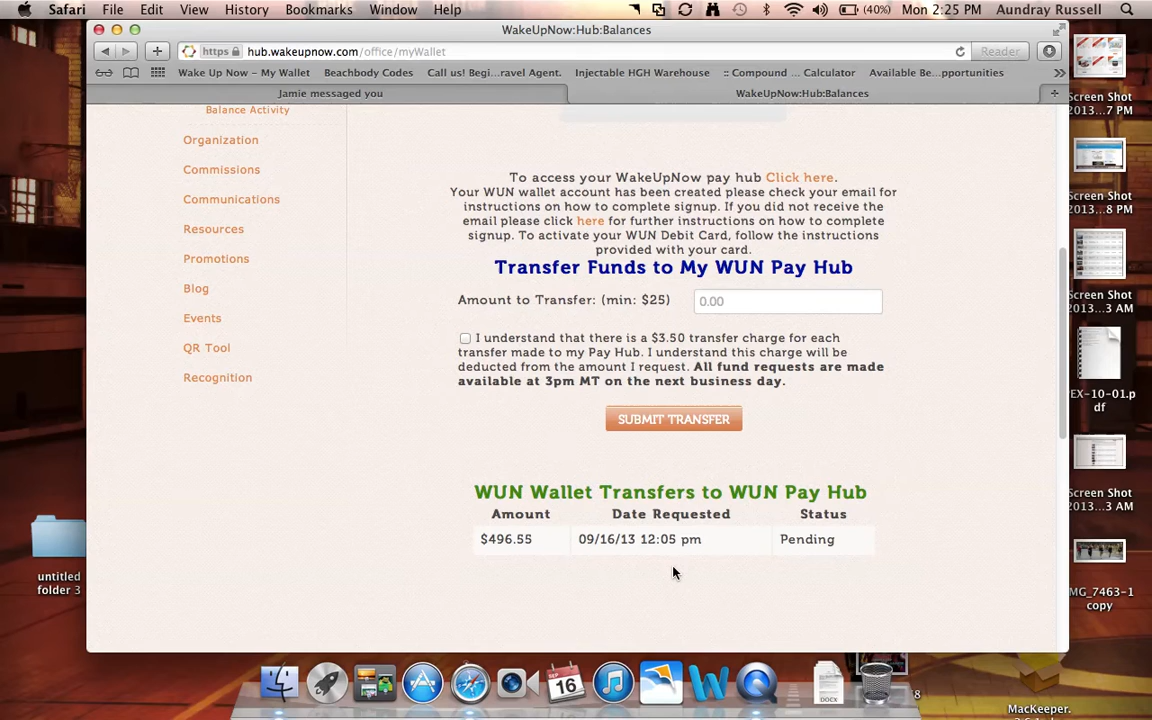 Safari File Edit View History Bookmarks Window Help (40%) Mon 2:25 PM Aundray Russell
WakeUpNow:Hub:Balances
https hub.wakeupnow.com/office/myWallet Reader
Wake Up Now – My Wallet Beachbody Codes Call us! Begi...ravel Agent. Injectable HGH Warehouse :: Compound ... Calculator Available Be...pportunities >>
Jamie messaged you WakeUpNow:Hub:Balances +
Balance Activity
Organization
Commissions
Communications
Resources
Promotions
Blog
Events
QR Tool
Recognition
To access your WakeUpNow pay hub Click here.
Your WUN wallet account has been created please check your email for
instructions on how to complete signup. If you did not receive the
email please click here for further instructions on how to complete
signup. To activate your WUN Debit Card, follow the instructions
provided with your card.
Transfer Funds to My WUN Pay Hub
Amount to Transfer: (min: $25) 0.00
I understand that there is a $3.50 transfer charge for each
transfer made to my Pay Hub. I understand this charge will be
deducted from the amount I request. All fund requests are made
available at 3pm MT on the next business day.
SUBMIT TRANSFER
WUN Wallet Transfers to WUN Pay Hub
Amount Date Requested Status
$496.55 09/16/13 12:05 pm Pending
Screen Shot
2013...7 PM
Screen Shot
2013...8 PM
Screen Shot
2013...3 AM
EX-10-01.p
df
Screen Shot
2013...3 AM
MG_7463-1
copy
untitled
folder 3
SEP
16
DOCX
MacKeeper.